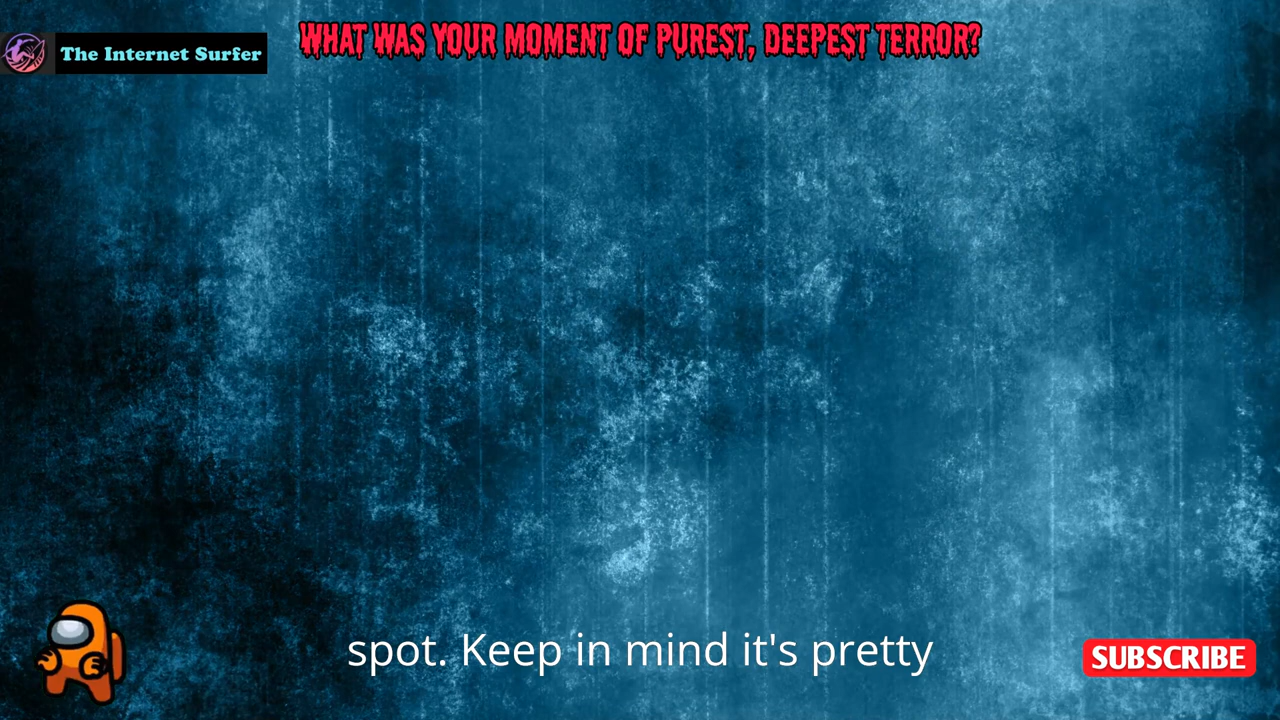 WHAT WAS YOUR MOMENT OF PUREST, DEEPEST TERROR?
The Internet Surfer
spot. Keep in mind it's pretty
SUBSCRIBE